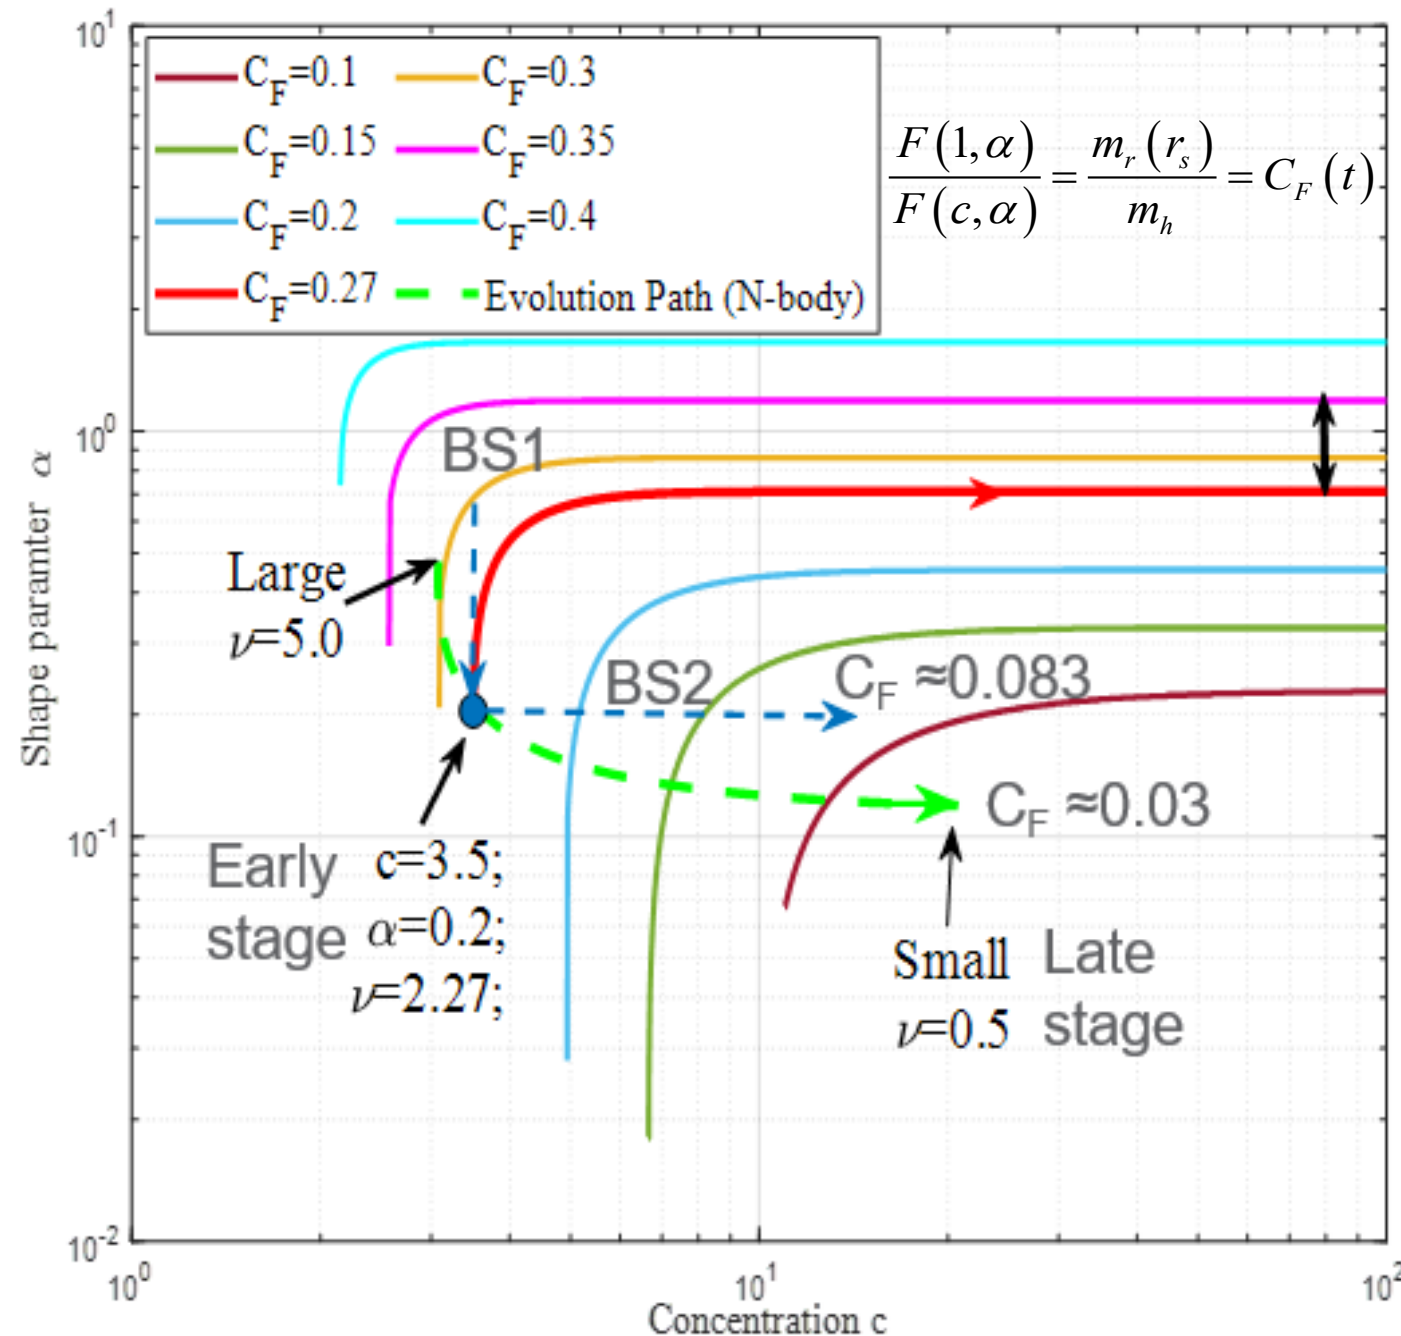 10^1
C_F=0.1
C_F=0.3
C_F=0.15
C_F=0.35
C_F=0.2
C_F=0.4
C_F=0.27
Evolution Path (N-body)
F(1,α)/F(c,α) = m_r(r_s)/m_h = C_F(t)
10^0
BS1
Large
ν=5.0
BS2
C_F ≈0.083
C_F ≈0.03
10^-1
Early
stage
c=3.5;
α=0.2;
ν=2.27;
Small
ν=0.5
Late
stage
10^-2
10^0
10^1
10^2
Shape paramter α
Concentration c